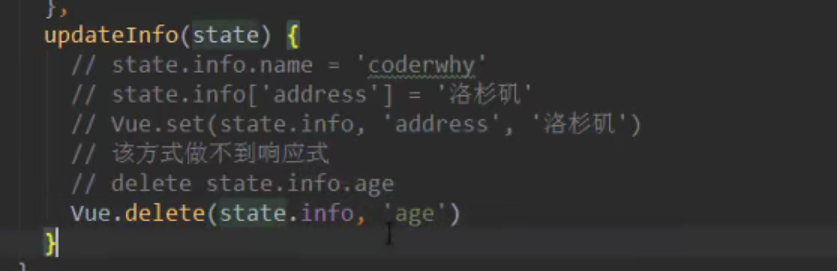 },
updateInfo(state) {
// state.info.name = 'coderwhy'
// state.info['address'] = '洛杉矶'
// Vue.set(state.info, 'address', '洛杉矶')
// 该方式做不到响应式
// delete state.info.age
Vue.delete(state.info, 'age')
}
}